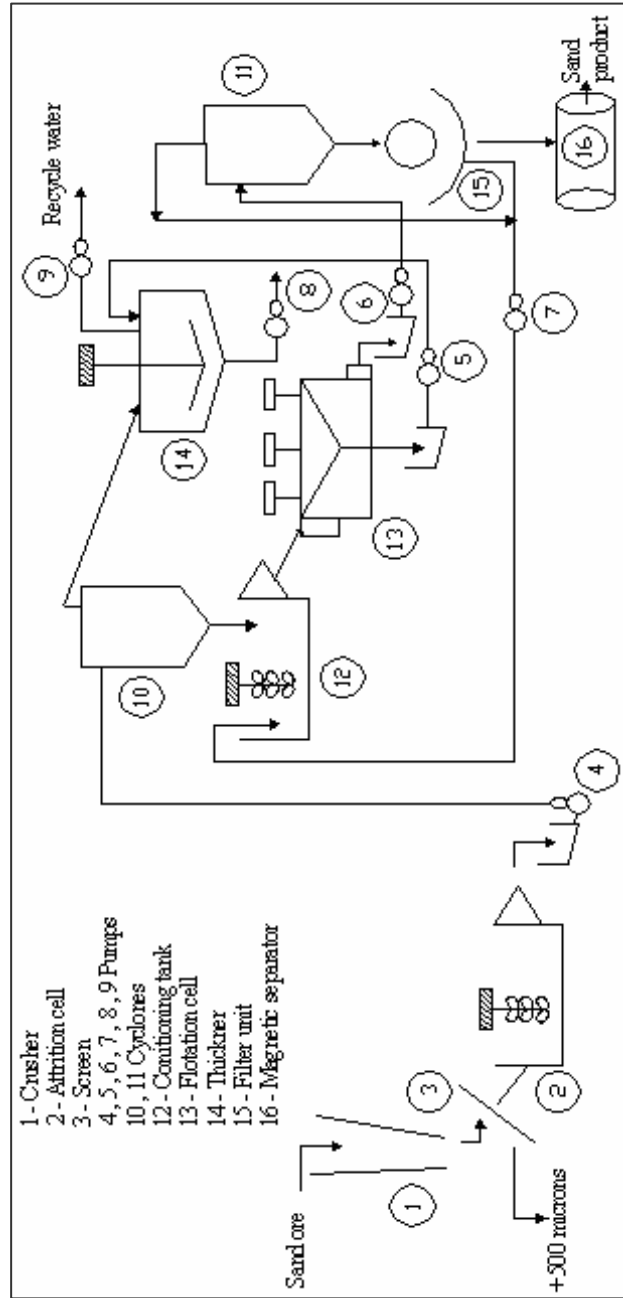 1 - Crusher
2 - Attrition cell
3 - Screen
4, 5, 6, 7, 8, 9 Pumps
10, 11 Cyclones
12 - Conitioning tank
13 - Flotation cell
14 - Thickner
15 - Filter unit
16 - Magnetic separator
Sand ore
1
+500 microns
3
2
4
10
12
14
13
Recycle water
9
8
6
5
7
11
15
16
Sand
product